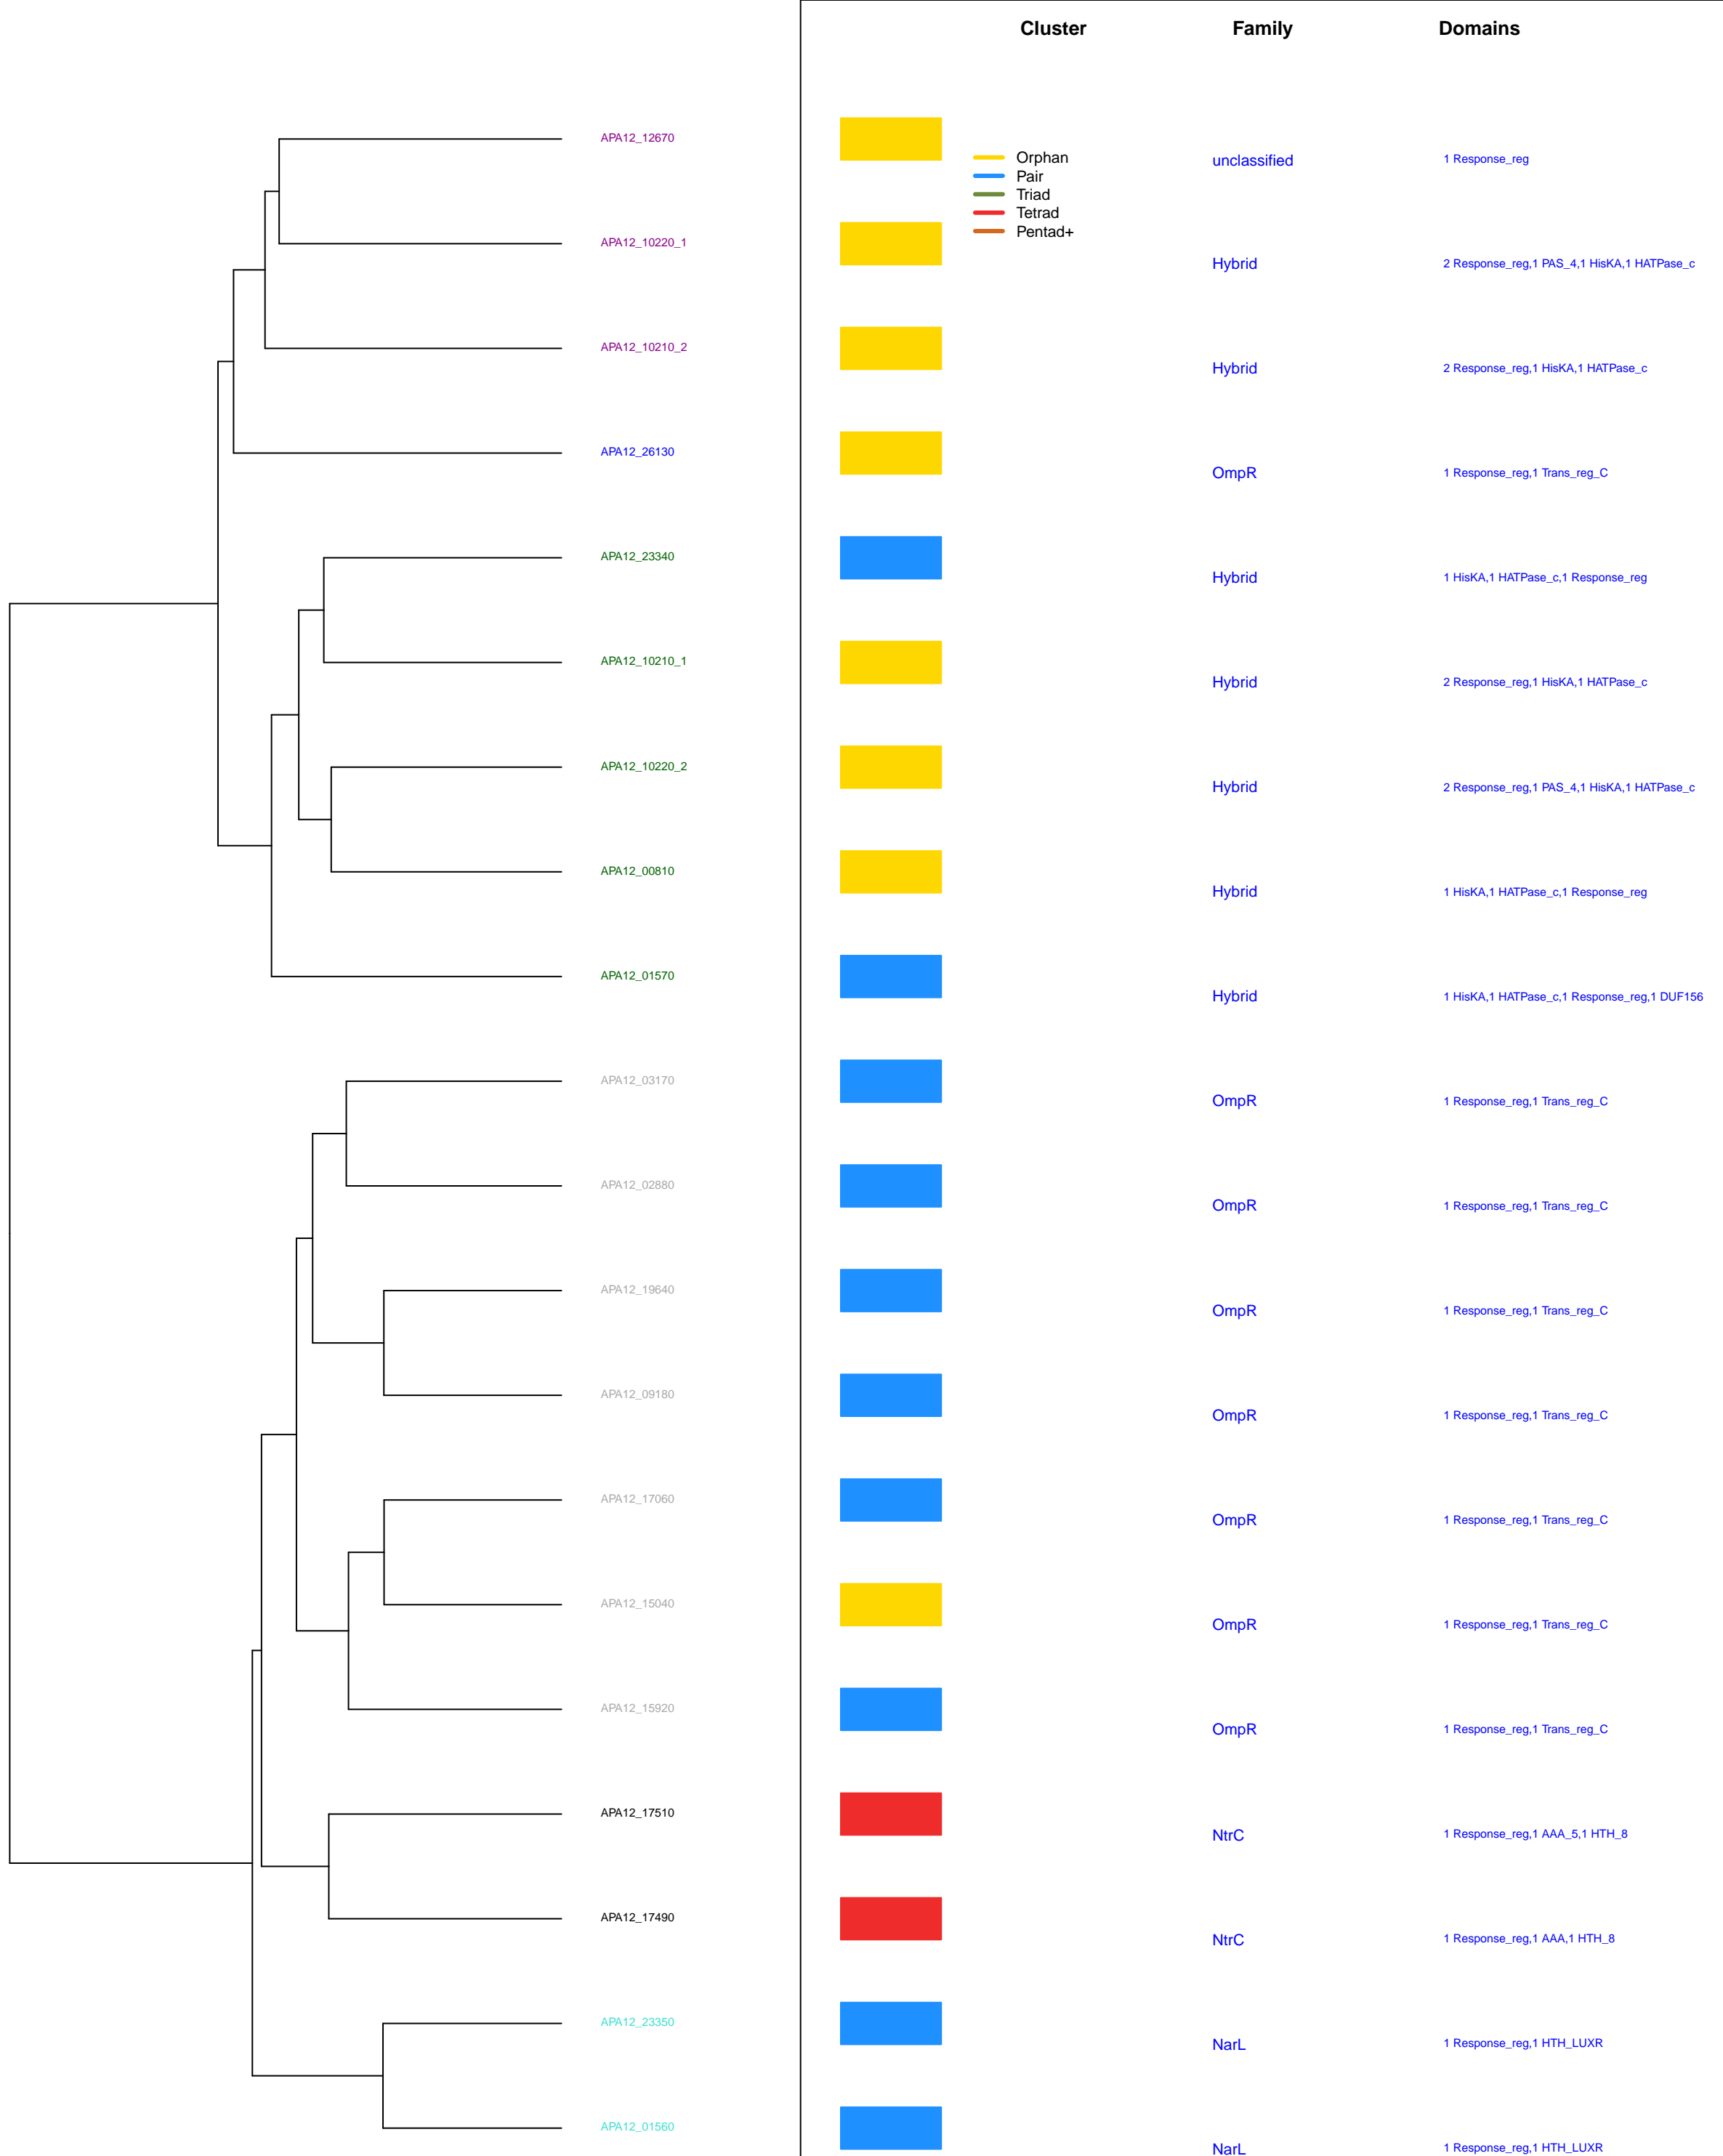 Cluster Family Domains
APA12_12670
Orphan
unclassified 1 Response_reg
Pair
Triad
Tetrad
Pentad+
APA12_10220_1
Hybrid 2 Response_reg,1 PAS_4,1 HisKA,1 HATPase_c
APA12_10210_2
Hybrid 2 Response_reg,1 HisKA,1 HATPase_c
APA12_26130
OmpR 1 Response_reg,1 Trans_reg_C
APA12_23340
Hybrid 1 HisKA,1 HATPase_c,1 Response_reg
APA12_10210_1
Hybrid 2 Response_reg,1 HisKA,1 HATPase_c
APA12_10220_2
Hybrid 2 Response_reg,1 PAS_4,1 HisKA,1 HATPase_c
APA12_00810
Hybrid 1 HisKA,1 HATPase_c,1 Response_reg
APA12_01570
Hybrid 1 HisKA,1 HATPase_c,1 Response_reg,1 DUF156
APA12_03170
OmpR 1 Response_reg,1 Trans_reg_C
APA12_02880
OmpR 1 Response_reg,1 Trans_reg_C
APA12_19640
OmpR 1 Response_reg,1 Trans_reg_C
APA12_09180
OmpR 1 Response_reg,1 Trans_reg_C
APA12_17060
OmpR 1 Response_reg,1 Trans_reg_C
APA12_15040
OmpR 1 Response_reg,1 Trans_reg_C
APA12_15920
OmpR 1 Response_reg,1 Trans_reg_C
APA12_17510
NtrC 1 Response_reg,1 AAA_5,1 HTH_8
APA12_17490
NtrC 1 Response_reg,1 AAA,1 HTH_8
APA12_23350
NarL 1 Response_reg,1 HTH_LUXR
APA12_01560
NarL 1 Response_reg,1 HTH_LUXR